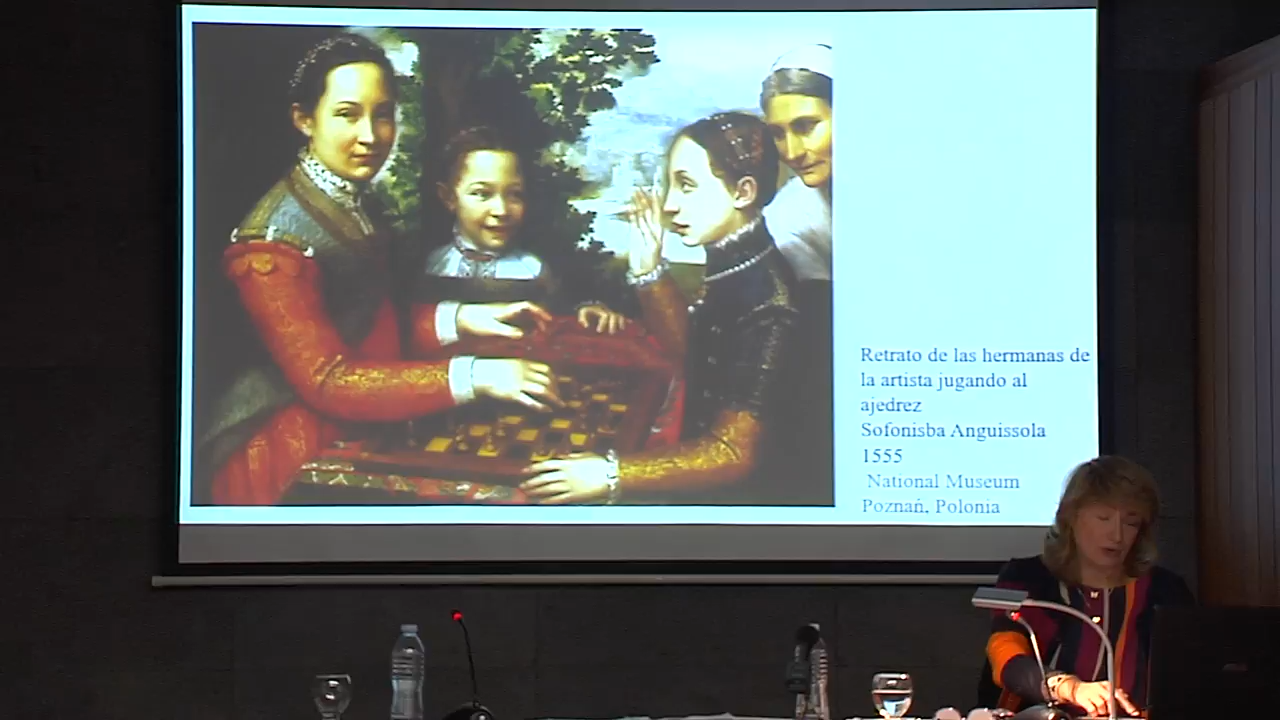 Retrato de las hermanas de
la artista jugando al
ajedrez
Sofonisba Anguissola
1555
National Museum
Poznań, Polonia